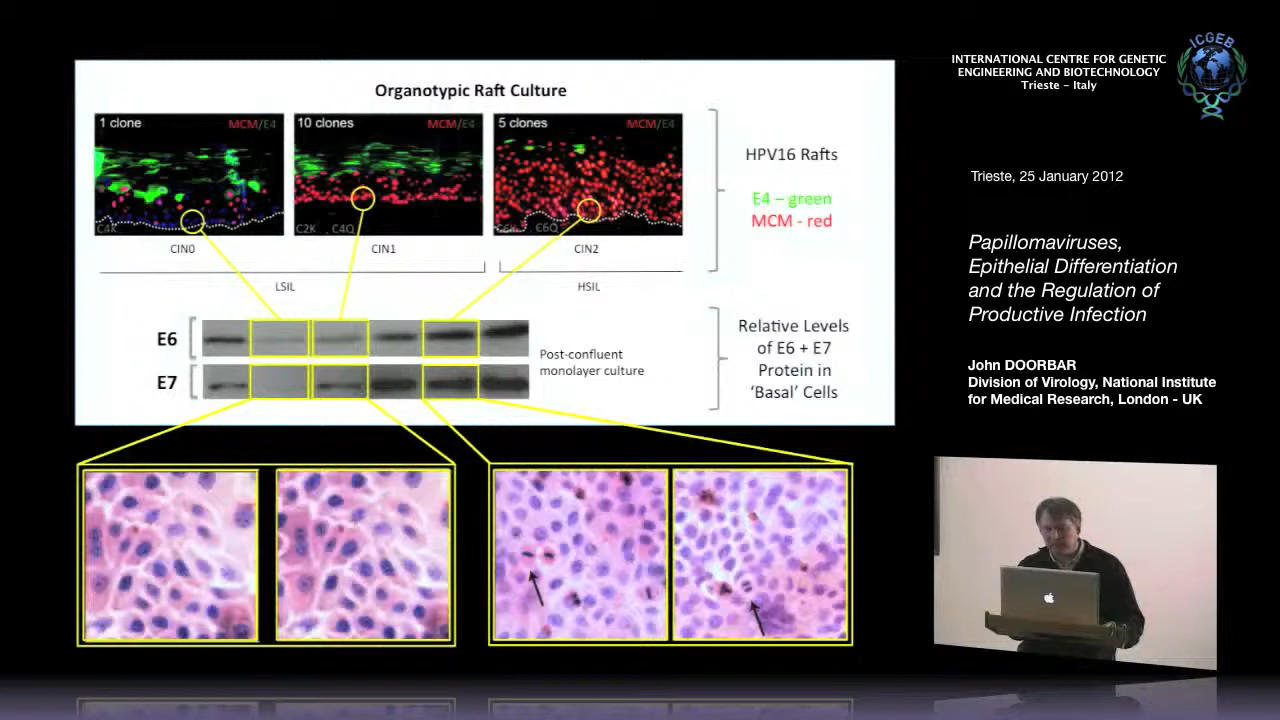 Organotypic Raft Culture
1 clone
MCM/E4
10 clones
MCM/E4
5 clones
MCM/E4
C4K
C2K , C4Q
C6Q
CIN0
CIN1
CIN2
LSIL
HSIL
HPV16 Rafts
E4 – green
MCM - red
E6
E7
Post-confluent
monolayer culture
Relative Levels
of E6 + E7
Protein in
‘Basal’ Cells
INTERNATIONAL CENTRE FOR GENETIC
ENGINEERING AND BIOTECHNOLOGY
Trieste - Italy
ICGEB
Trieste, 25 January 2012
Papillomaviruses,
Epithelial Differentiation
and the Regulation of
Productive Infection
John DOORBAR
Division of Virology, National Institute
for Medical Research, London - UK